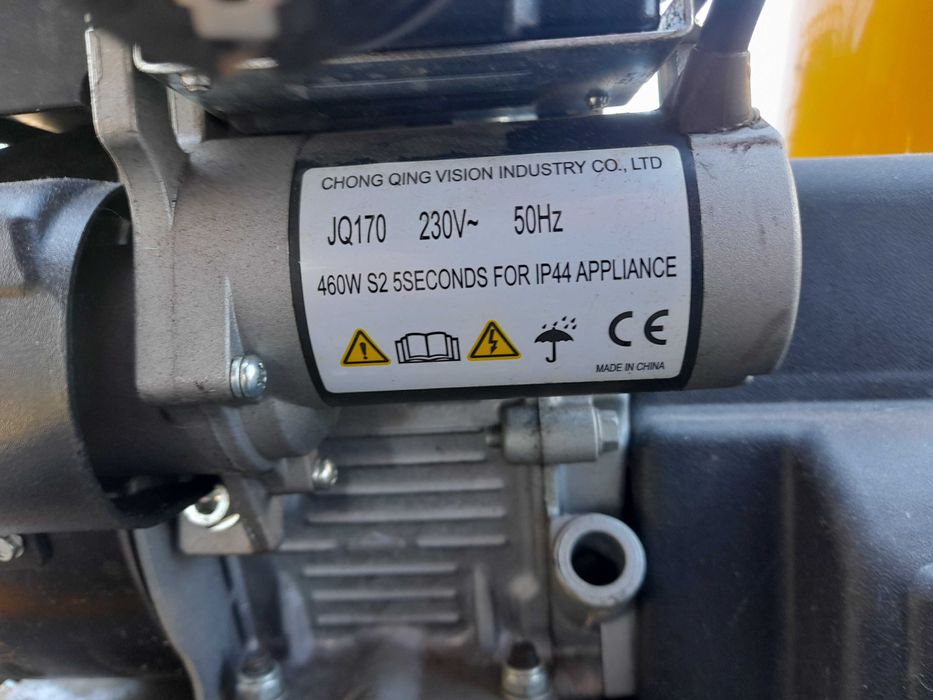 CHONG QING VISION INDUSTRY CO., LTD
JQ170 230V~ 50Hz
460W S2 5SECONDS FOR IP44 APPLIANCE
CE
MADE IN CHINA